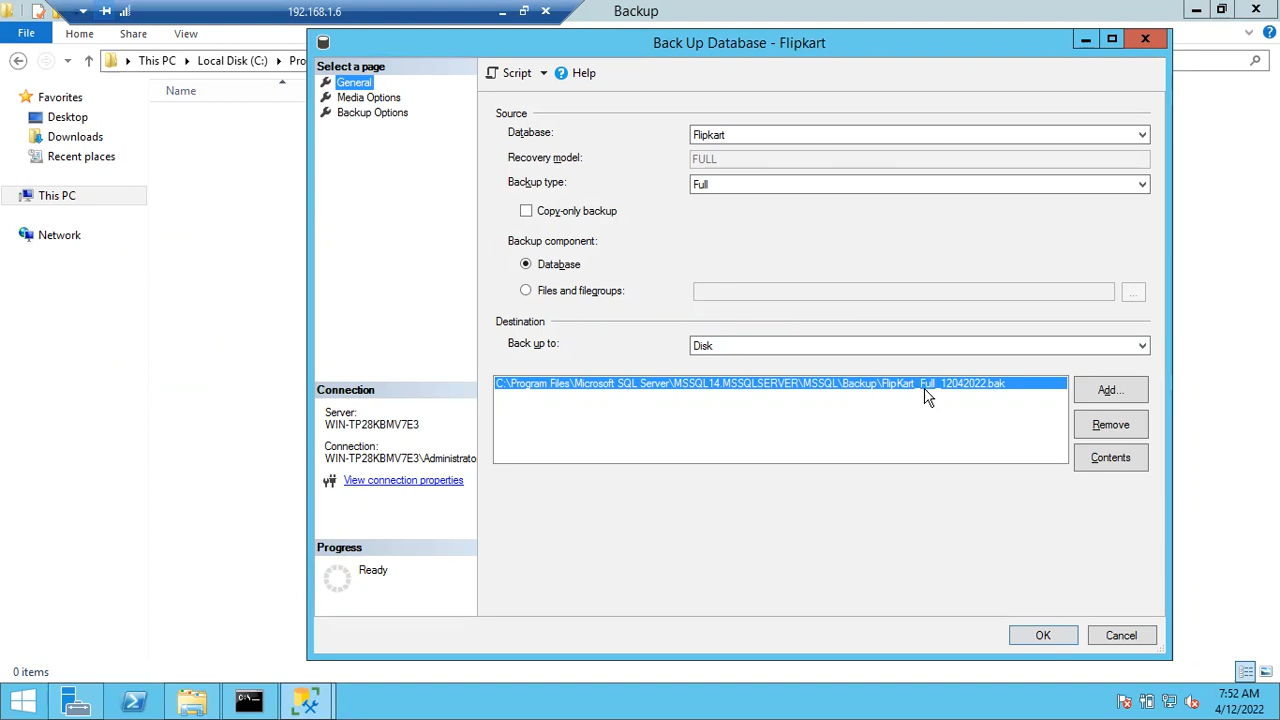 192.168.1.6
Backup
File
Home
Share
View
This PC
Local Disk (C:)
Pro
Favorites
Desktop
Downloads
Recent places
This PC
Network
Name
0 items
Back Up Database - Flipkart
Select a page
General
Media Options
Backup Options
Script
Help
Source
Database:
Flipkart
Recovery model:
FULL
Backup type:
Full
Copy-only backup
Backup component:
Database
Files and filegroups:
...
Destination
Back up to:
Disk
C:\Program Files\Microsoft SQL Server\MSSQL14.MSSQLSERVER\MSSQL\Backup\FlipKart_Full_12042022.bak
Add...
Remove
Contents
Connection
Server:
WIN-TP28KBMV7E3
Connection:
WIN-TP28KBMV7E3\Administrato
View connection properties
Progress
Ready
OK
Cancel
7:52 AM
4/12/2022